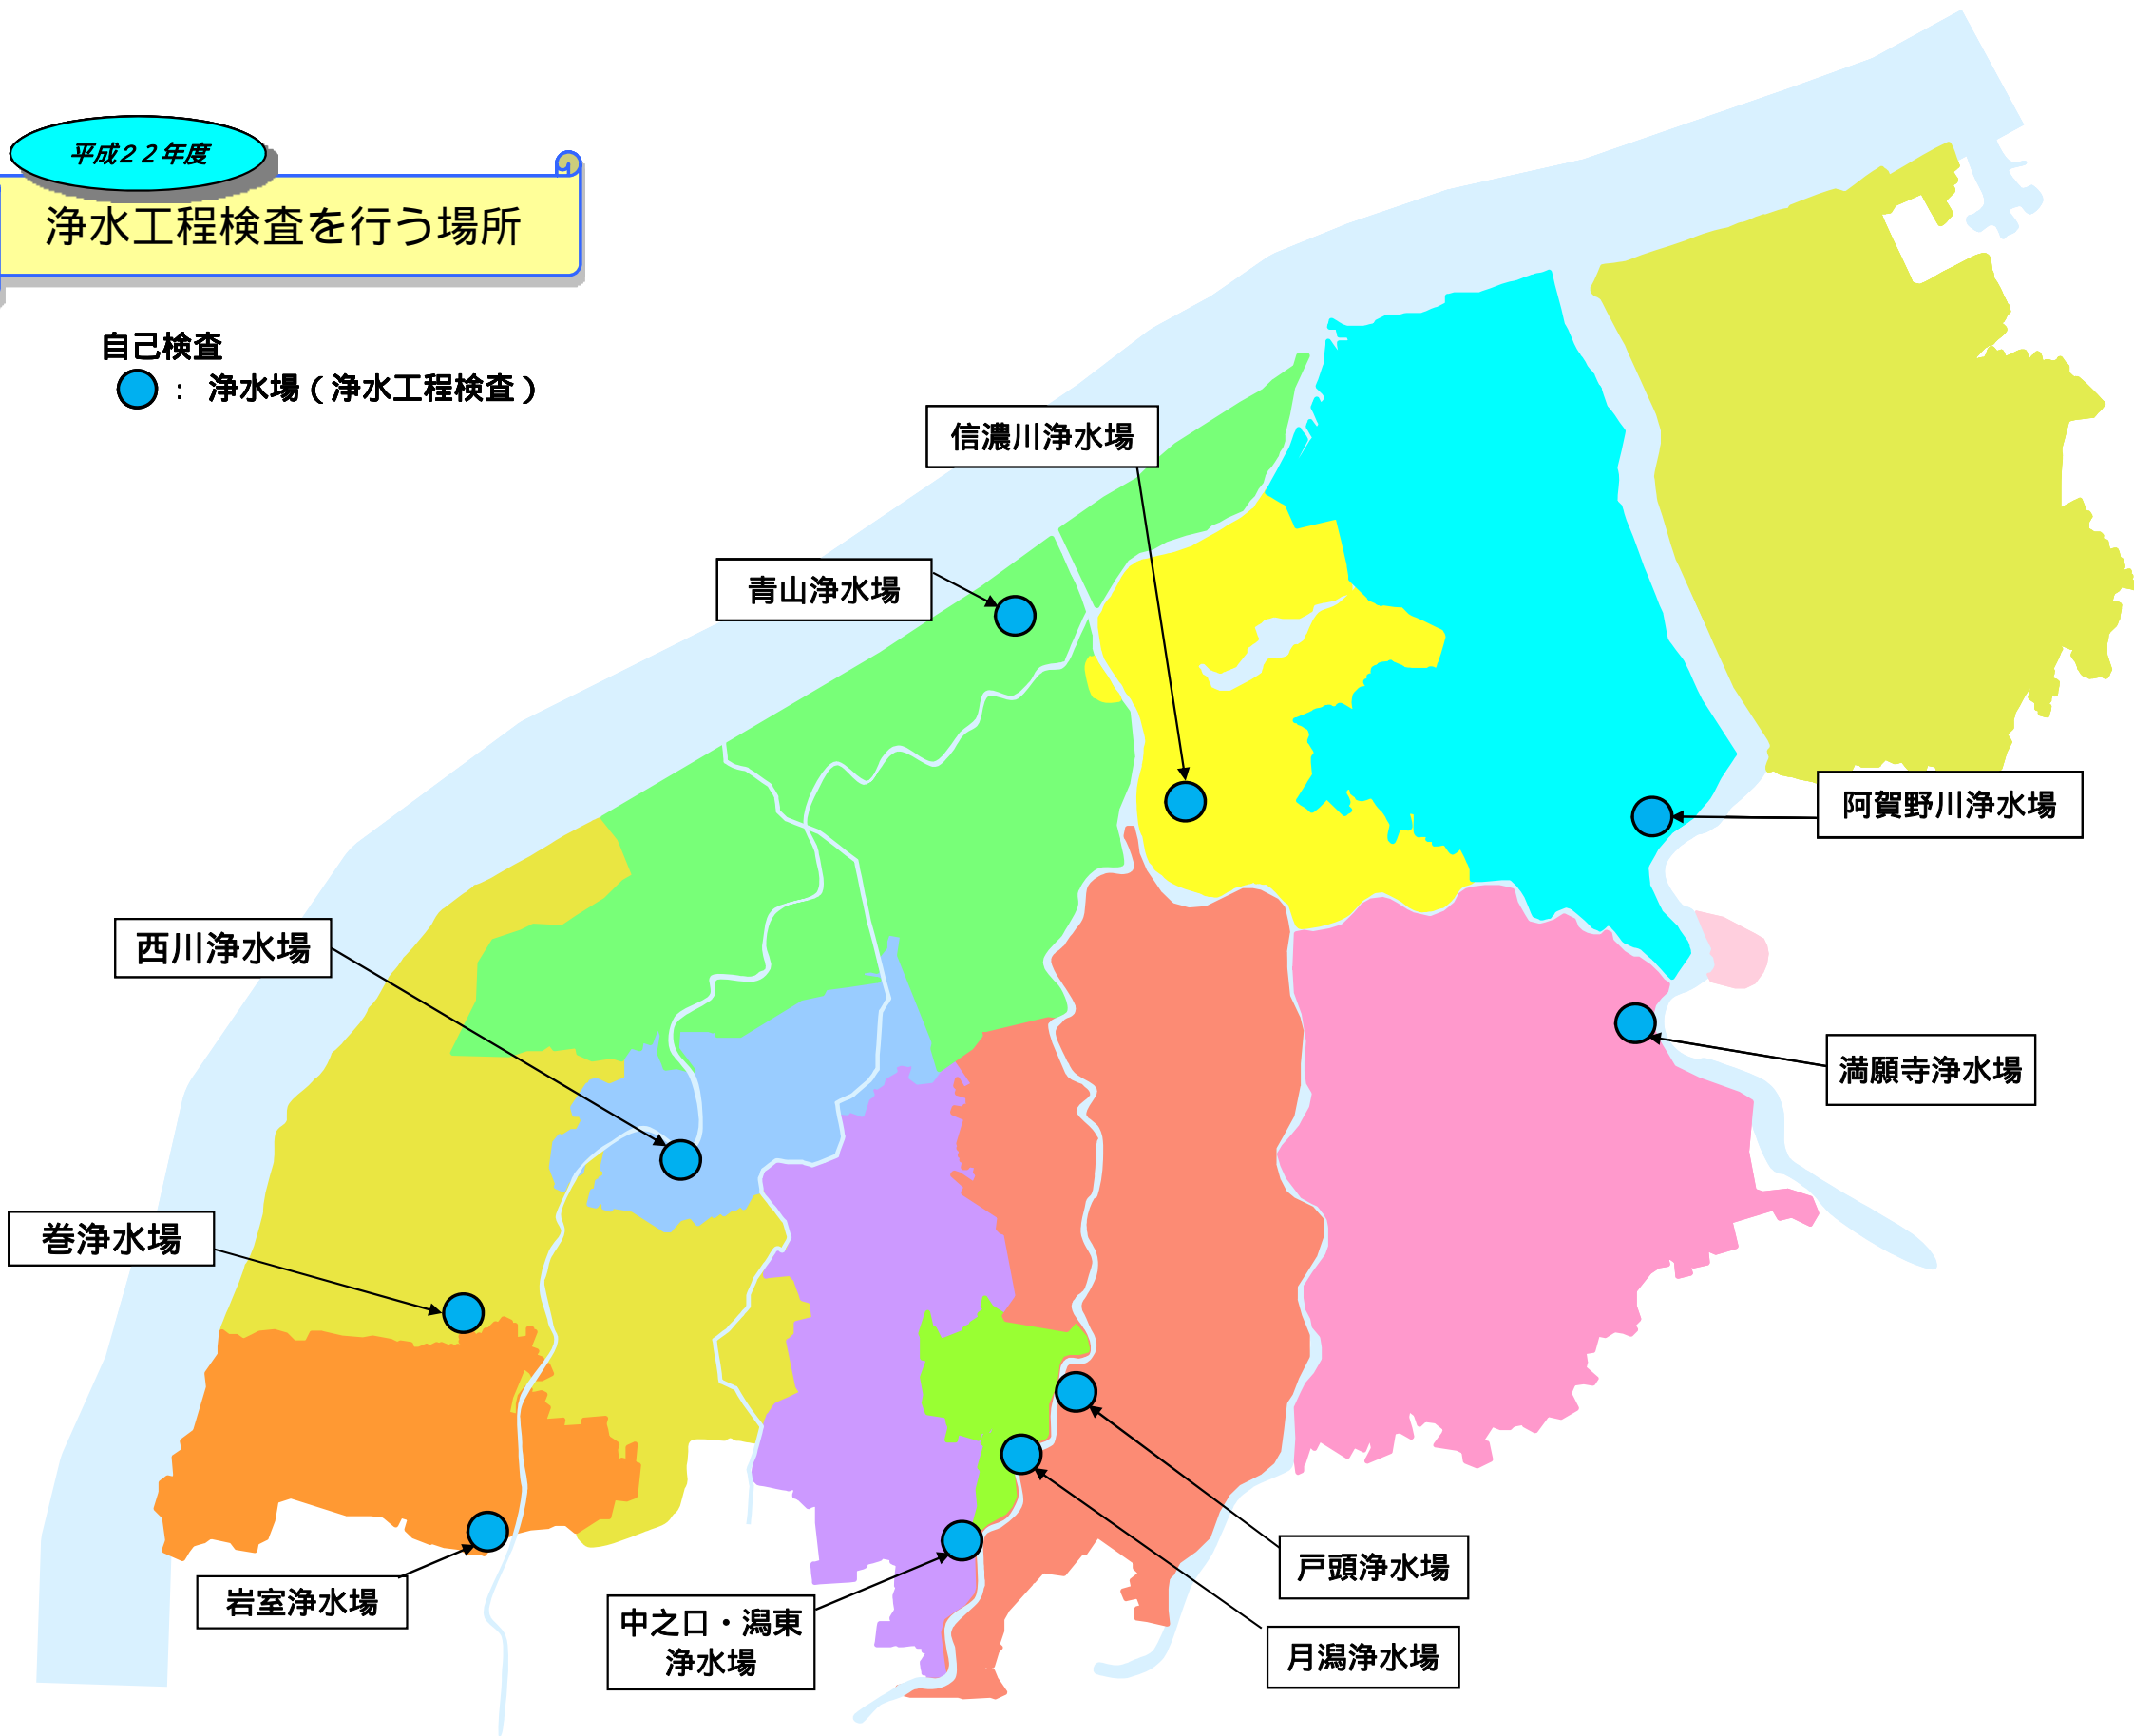 平成22年度
浄水工程検査を行う場所
自己検査
： 浄水場（浄水工程検査）
信濃川浄水場
青山浄水場
阿賀野川浄水場
西川浄水場
満願寺浄水場
巻浄水場
戸頭浄水場
岩室浄水場
中之口・潟東
浄水場
月潟浄水場